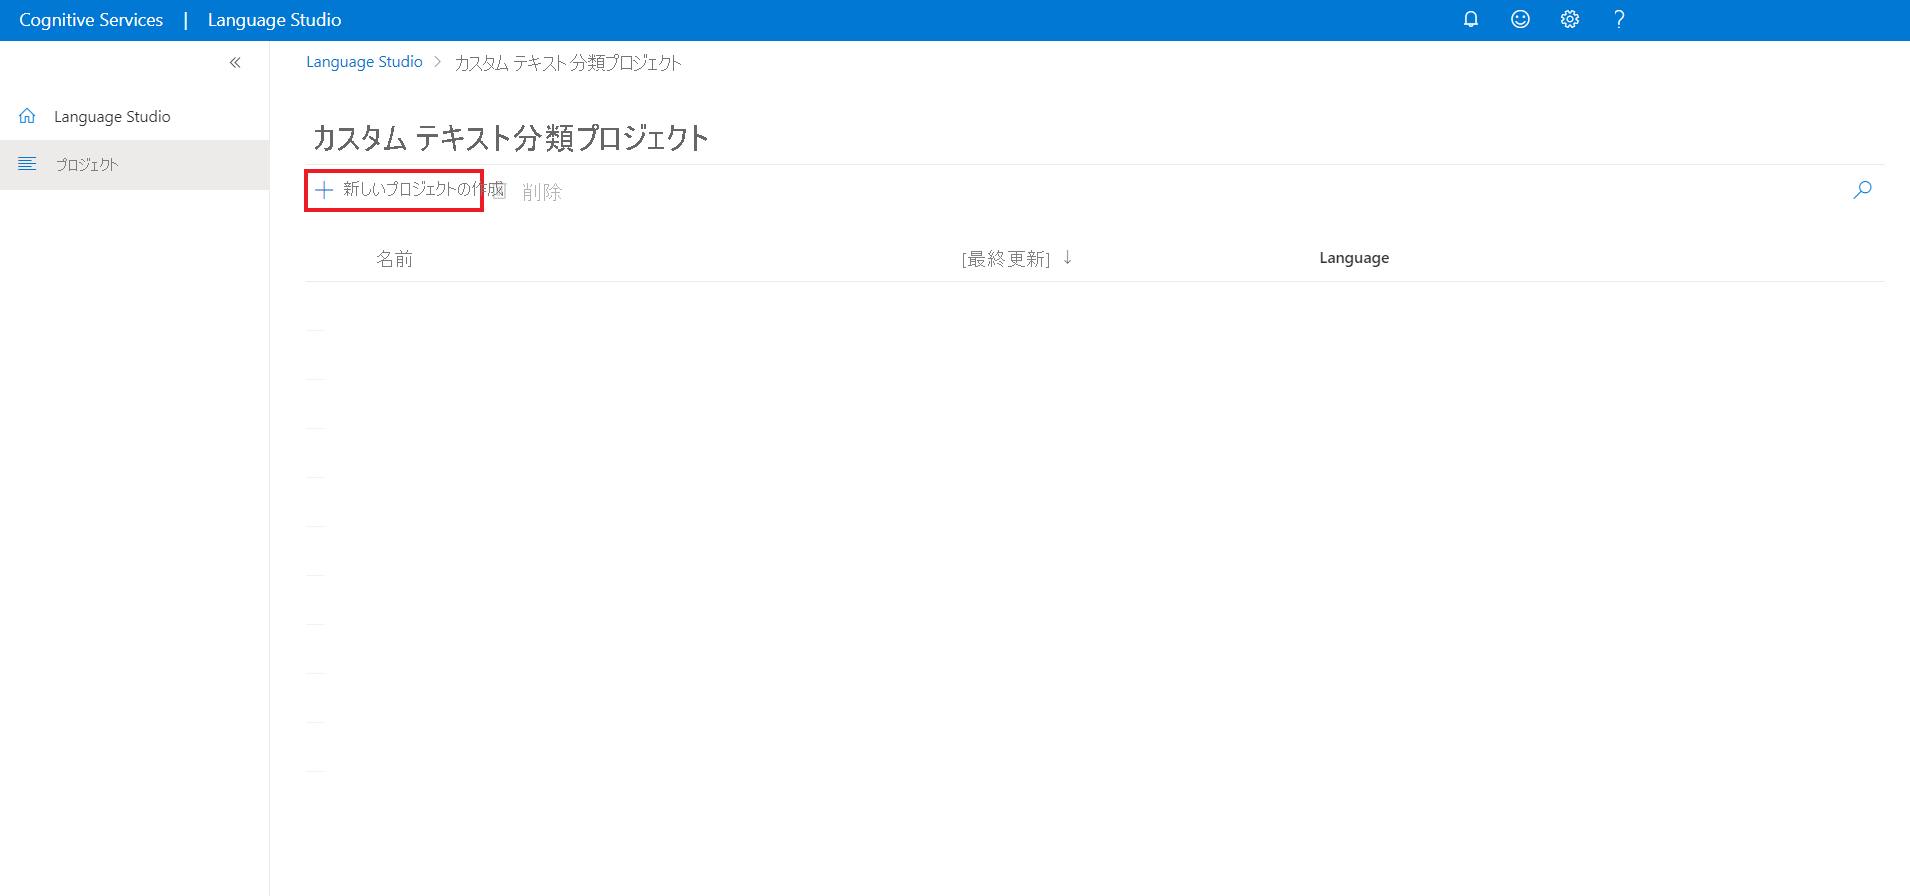 Cognitive Services | Language Studio
Language Studio > カスタム テキスト分類プロジェクト
Language Studio
プロジェクト
カスタム テキスト分類プロジェクト
+ 新しいプロジェクトの作成 削除
名前 [最終更新] ↓ Language